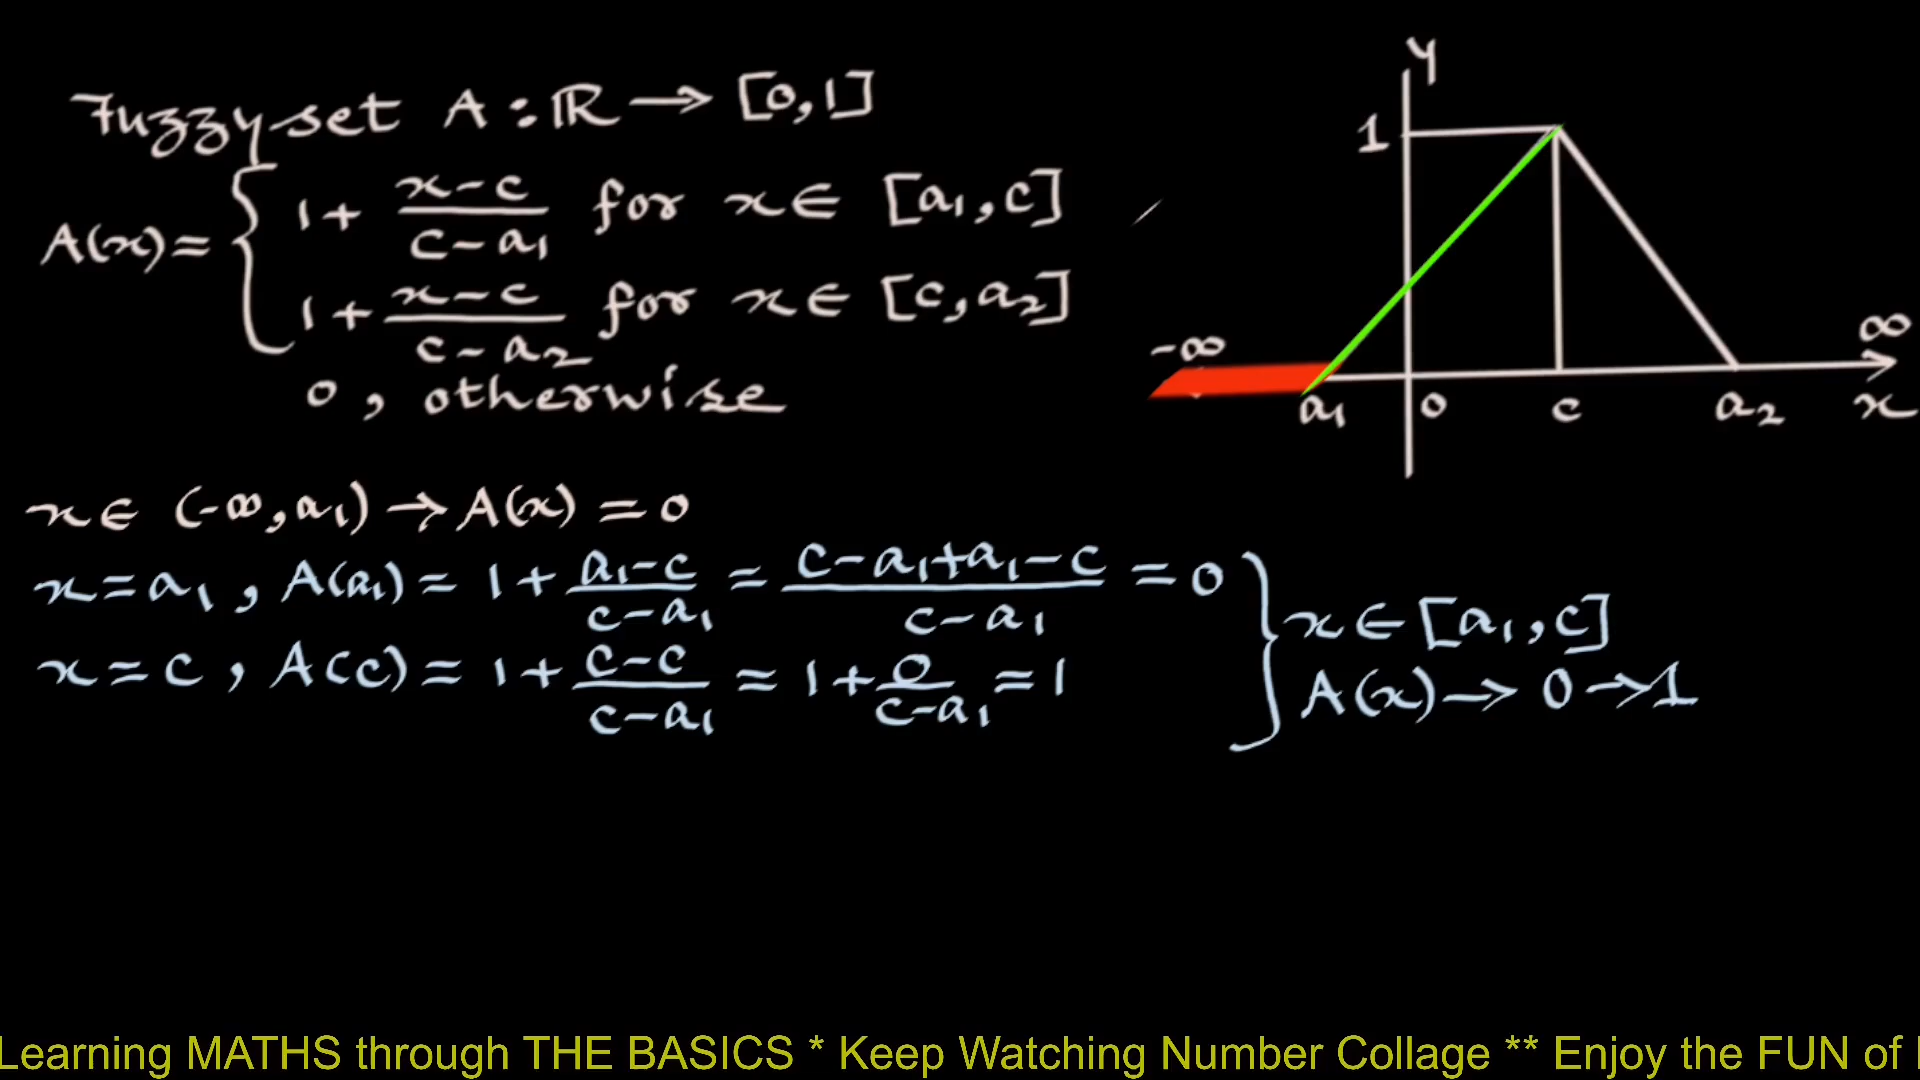 Fuzzy set A : ℝ → [0,1]
A(x) = { 1 + (x-c)/(c-a₁) for x ∈ [a₁,c]
1 + (x-c)/(c-a₂) for x ∈ [c,a₂]
0, otherwise
y
1
-∞
∞
a₁ 0 c a₂ x
x ∈ (-∞,a₁) → A(x) = 0
x = a₁, A(a₁) = 1 + (a₁-c)/(c-a₁) = (c-a₁+a₁-c)/(c-a₁) = 0
x = c, A(c) = 1 + (c-c)/(c-a₁) = 1 + 0/(c-a₁) = 1
} x ∈ [a₁,c]
A(x) → 0 → 1
Learning MATHS through THE BASICS * Keep Watching Number Collage ** Enjoy the FUN of